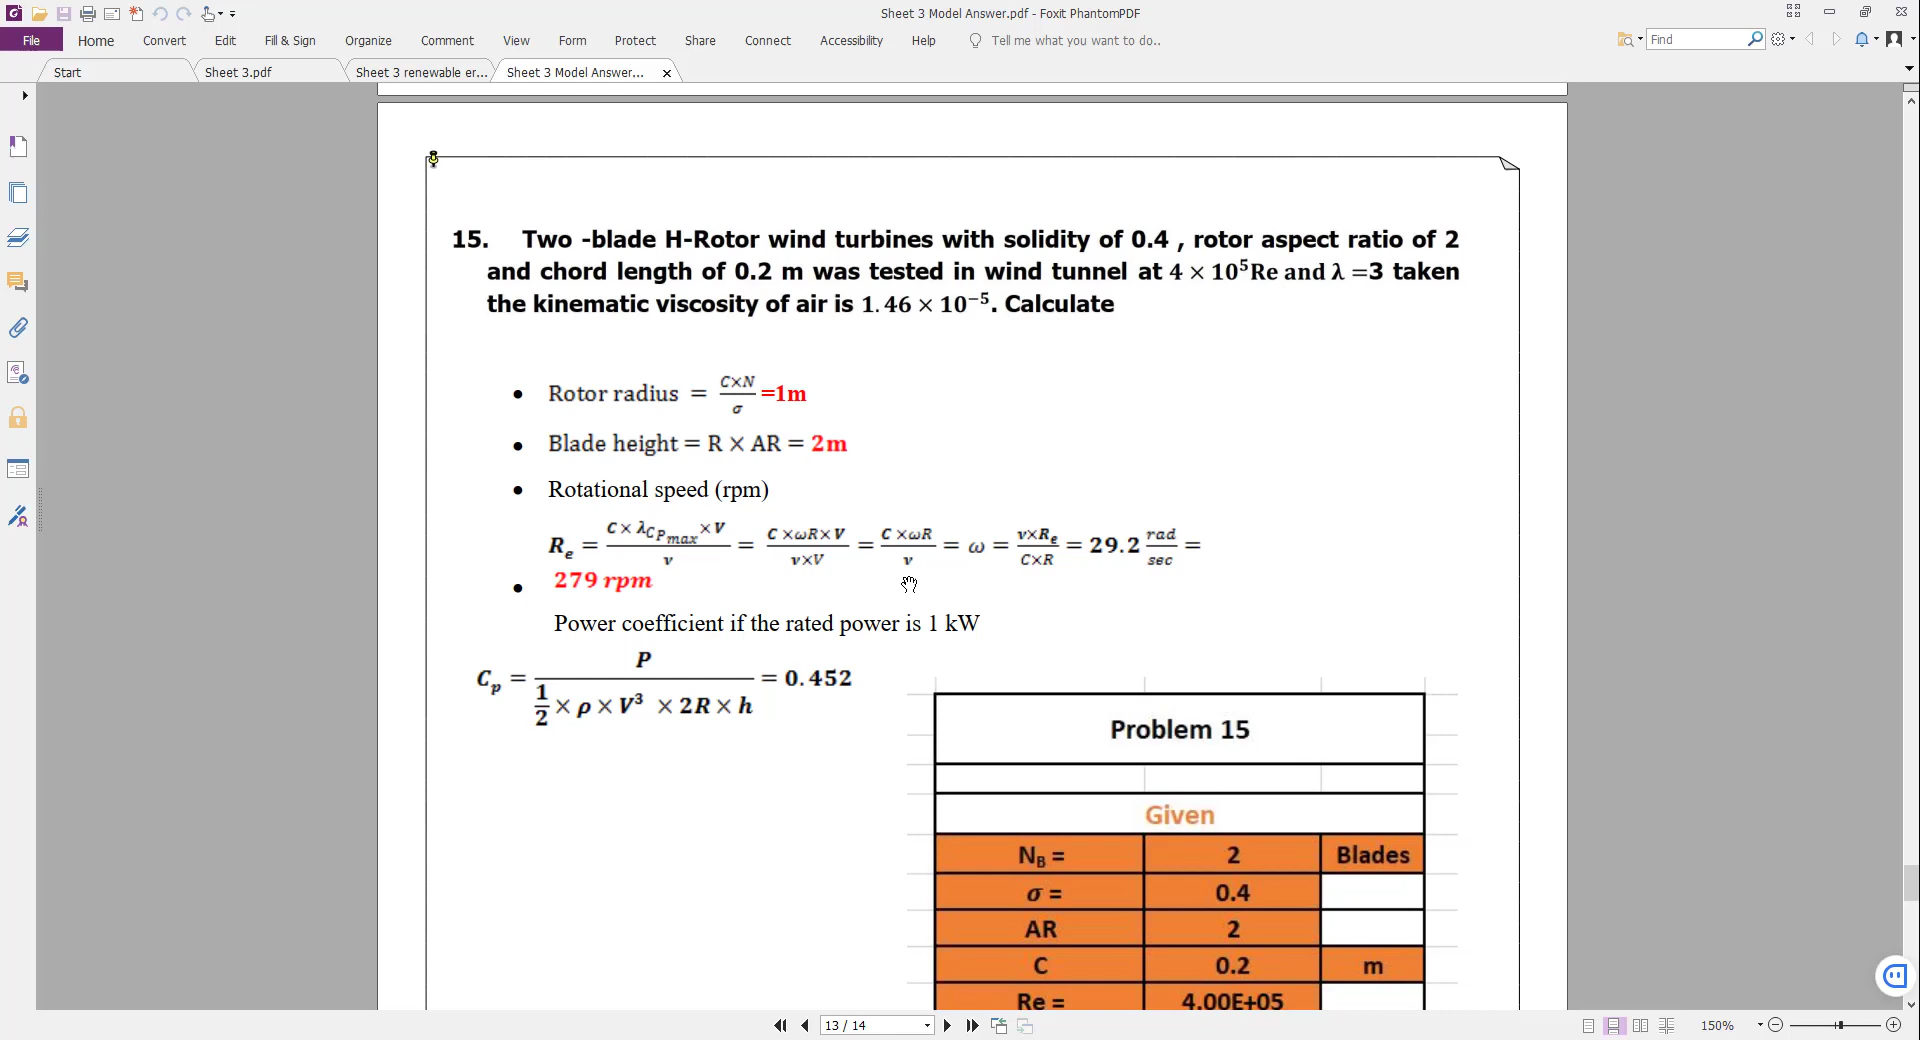 Sheet 3 Model Answer.pdf - Foxit PhantomPDF
File Home Convert Edit Fill & Sign Organize Comment View Form Protect Share Connect Accessibility Help Tell me what you want to do.. Find
Start Sheet 3.pdf Sheet 3 renewable er... Sheet 3 Model Answer...
15. Two -blade H-Rotor wind turbines with solidity of 0.4 , rotor aspect ratio of 2
and chord length of 0.2 m was tested in wind tunnel at 4 × 10⁵Re and λ =3 taken
the kinematic viscosity of air is 1.46 × 10⁻⁵. Calculate
• Rotor radius = C×N/σ =1m
• Blade height = R × AR = 2m
• Rotational speed (rpm)
Rₑ = C × λ_CPmax × V / ν = C ×ωR× V / ν×V = C ×ωR / ν = ω = ν×Rₑ / C×R = 29.2 rad/sec =
• 279 rpm
Power coefficient if the rated power is 1 kW
Cₚ = P / ½ × ρ × V³ × 2R × h = 0.452
Problem 15
Given
N_B = 2 Blades
σ = 0.4
AR 2
C 0.2 m
Re = 4.00E+05
13 / 14
150%